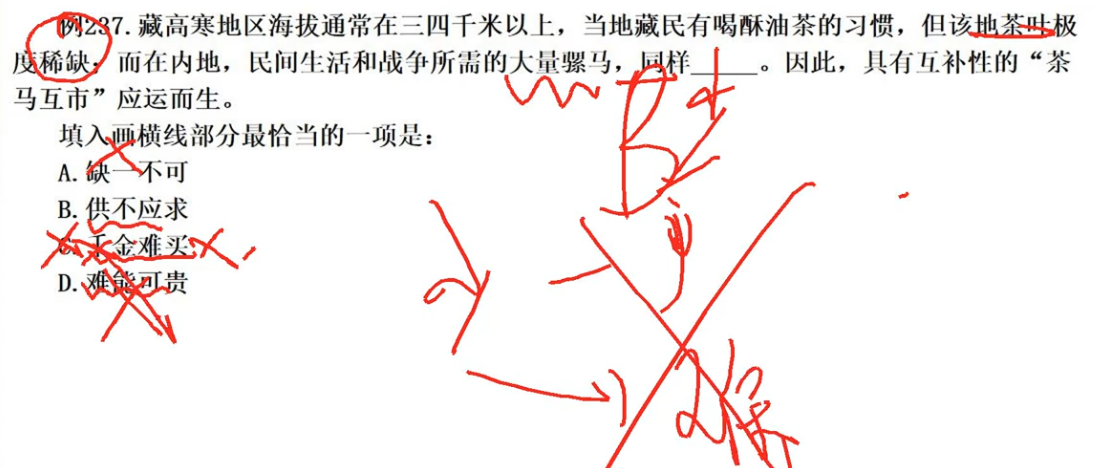 例237.藏高寒地区海拔通常在三四千米以上，当地藏民有喝酥油茶的习惯，但该地茶叶极
度稀缺；而在内地，民间生活和战争所需的大量骡马，同样_____。因此，具有互补性的“茶
马互市”应运而生。
填入画横线部分最恰当的一项是：
A.缺一不可
B.供不应求
C.千金难买
D.难能可贵